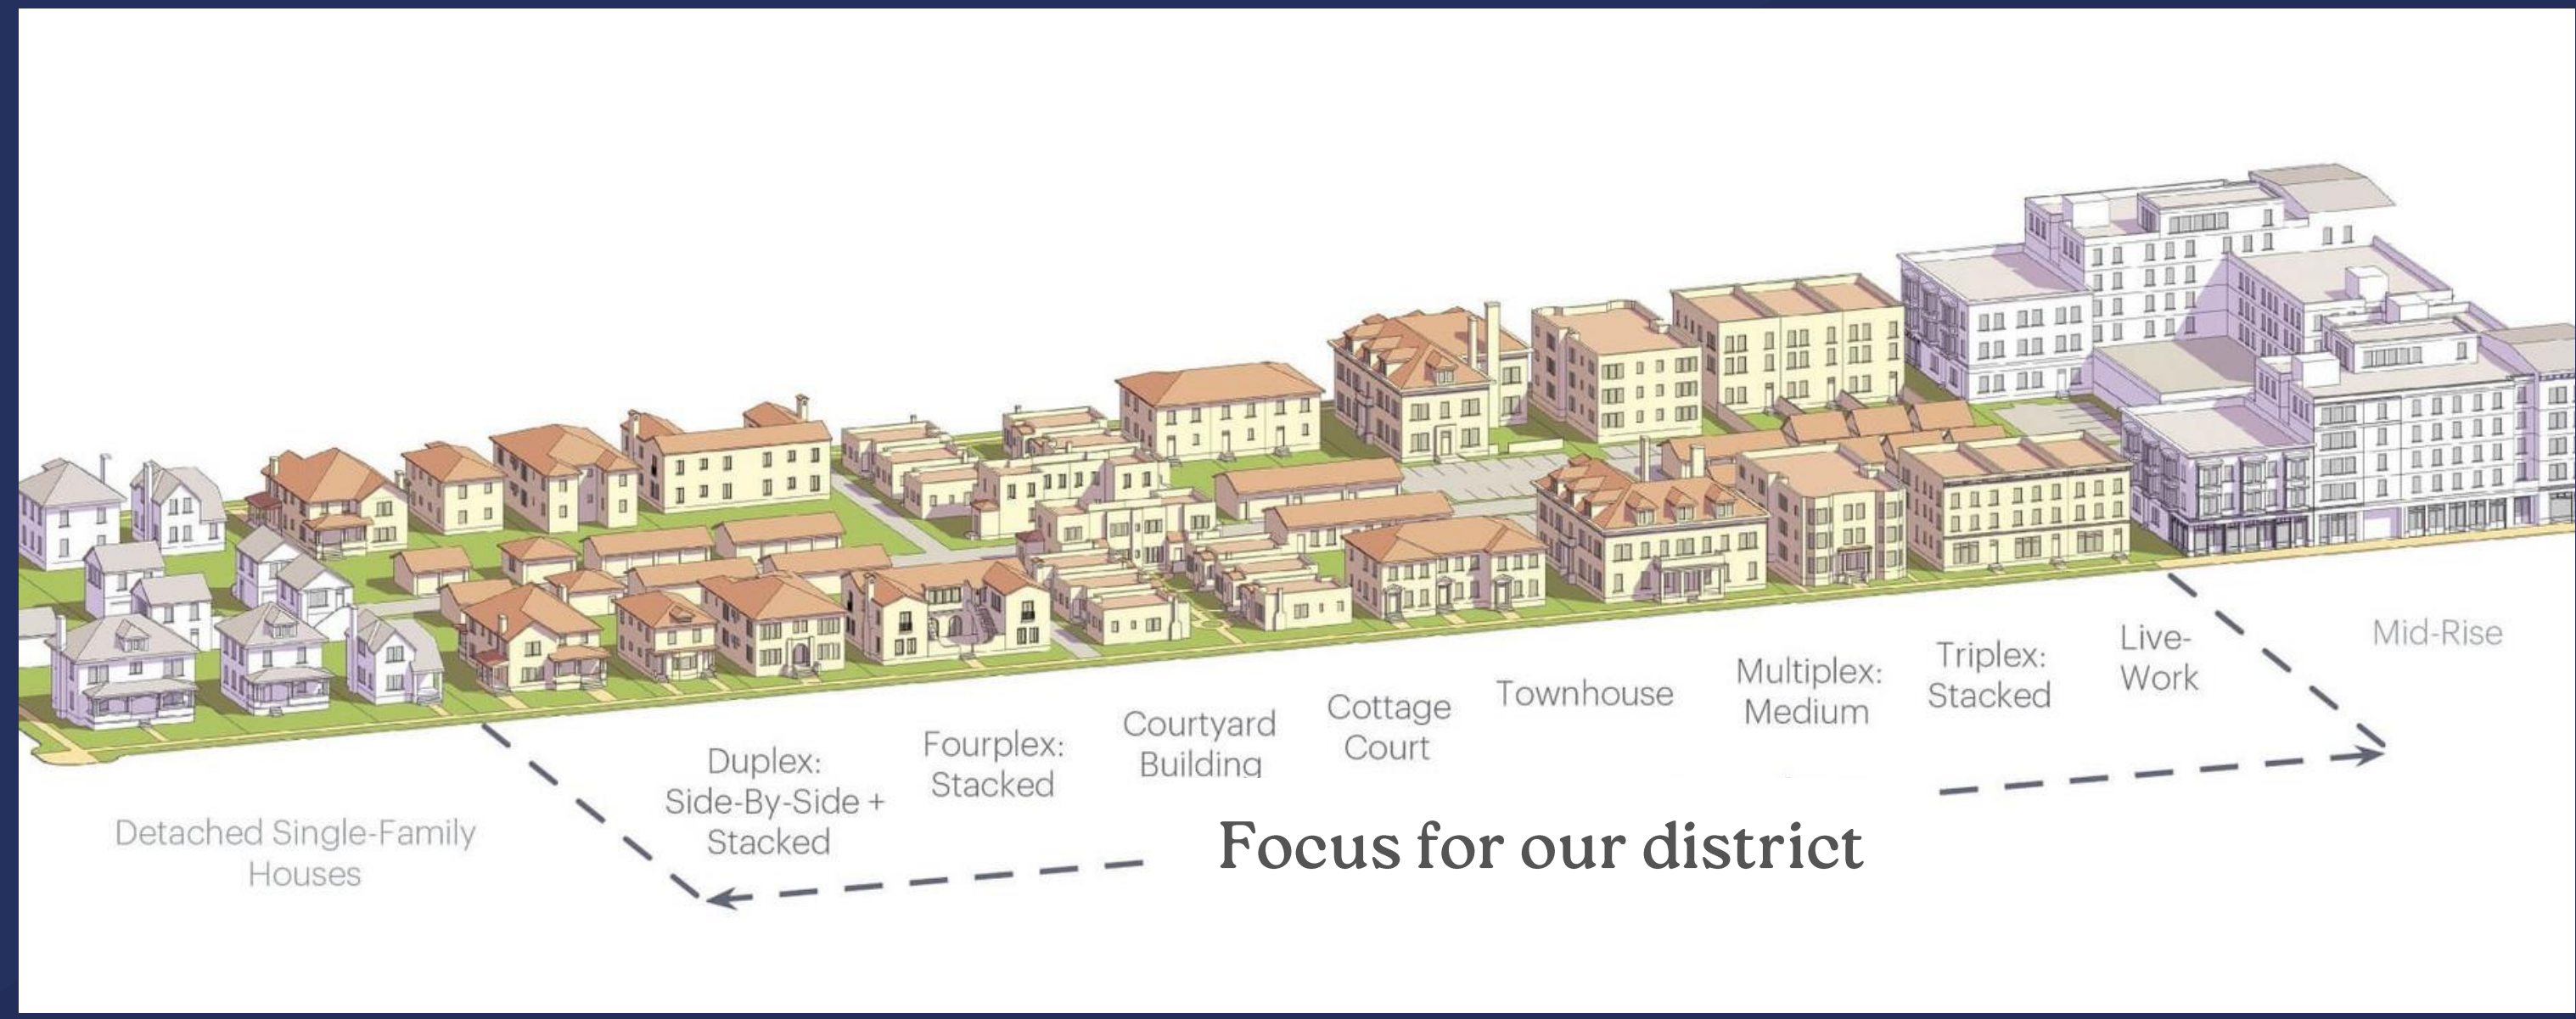 Detached Single-Family
Houses
Duplex:
Side-By-Side +
Stacked
Fourplex:
Stacked
Courtyard
Building
Cottage
Court
Townhouse
Multiplex:
Medium
Triplex:
Stacked
Live-
Work
Mid-Rise
Focus for our district